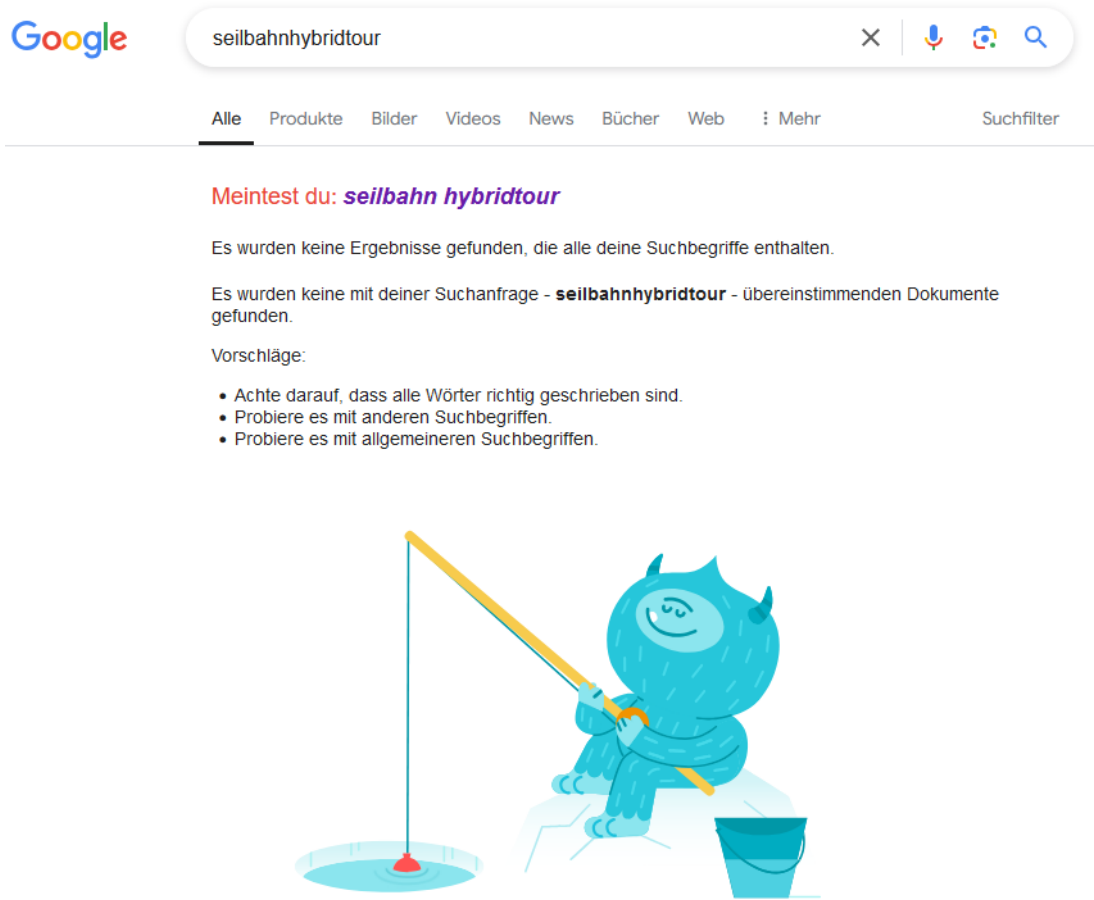 Google
seilbahnhybridtour
Alle Produkte Bilder Videos News Bücher Web Mehr Suchfilter
Meintest du: seilbahn hybridtour
Es wurden keine Ergebnisse gefunden, die alle deine Suchbegriffe enthalten.
Es wurden keine mit deiner Suchanfrage - seilbahnhybridtour - übereinstimmenden Dokumente
gefunden.
Vorschläge:
• Achte darauf, dass alle Wörter richtig geschrieben sind.
• Probiere es mit anderen Suchbegriffen.
• Probiere es mit allgemeineren Suchbegriffen.